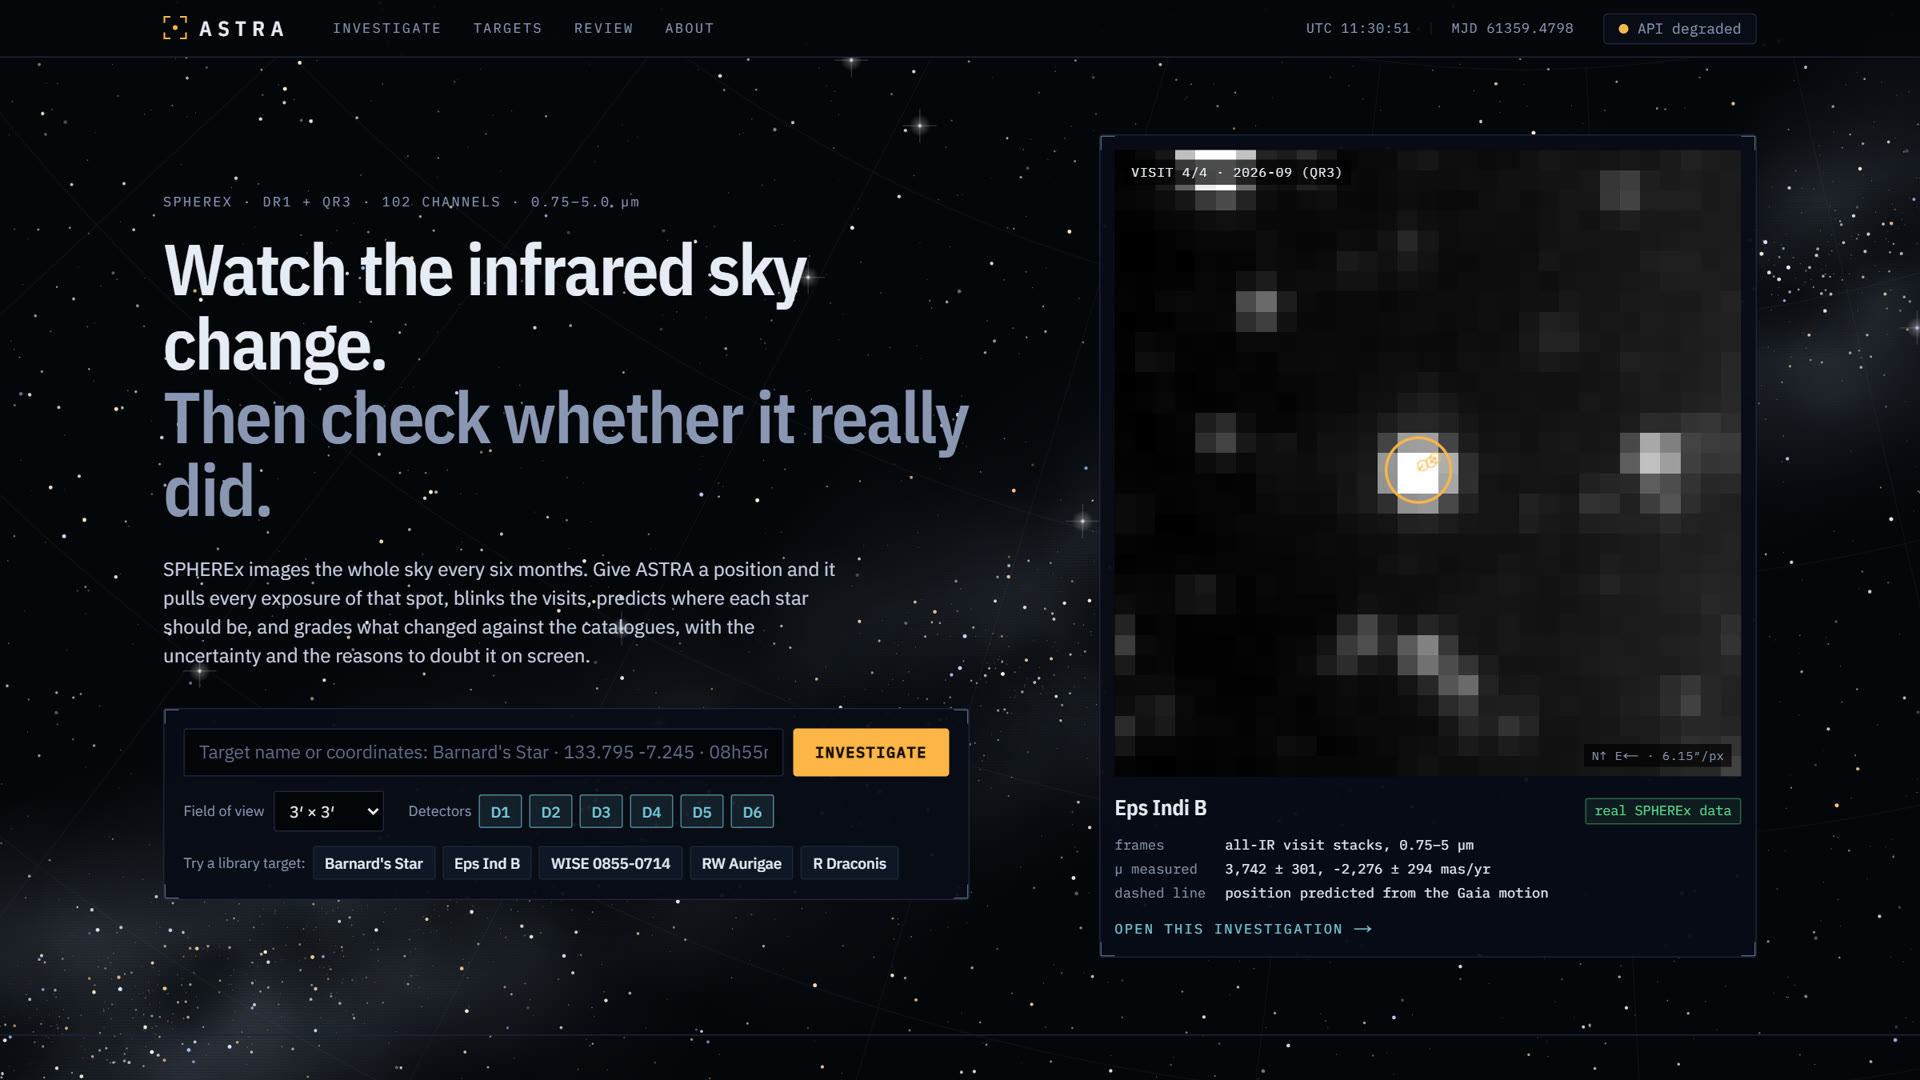 ASTRA
INVESTIGATE TARGETS REVIEW ABOUT
UTC 11:30:51 | MJD 61359.4798
API degraded
SPHEREX · DR1 + QR3 · 102 CHANNELS · 0.75–5.0 µm
Watch the infrared sky
change.
Then check whether it really
did.
SPHEREx images the whole sky every six months. Give ASTRA a position and it
pulls every exposure of that spot, blinks the visits, predicts where each star
should be, and grades what changed against the catalogues, with the
uncertainty and the reasons to doubt it on screen.
Target name or coordinates: Barnard's Star · 133.795 -7.245 · 08h55r
INVESTIGATE
Field of view 3′ × 3′ Detectors D1 D2 D3 D4 D5 D6
Try a library target: Barnard's Star Eps Ind B WISE 0855-0714 RW Aurigae R Draconis
VISIT 4/4 · 2026-09 (QR3)
N↑ E← · 6.15″/px
Eps Indi B
real SPHEREx data
frames all-IR visit stacks, 0.75–5 µm
µ measured 3,742 ± 301, -2,276 ± 294 mas/yr
dashed line position predicted from the Gaia motion
OPEN THIS INVESTIGATION →